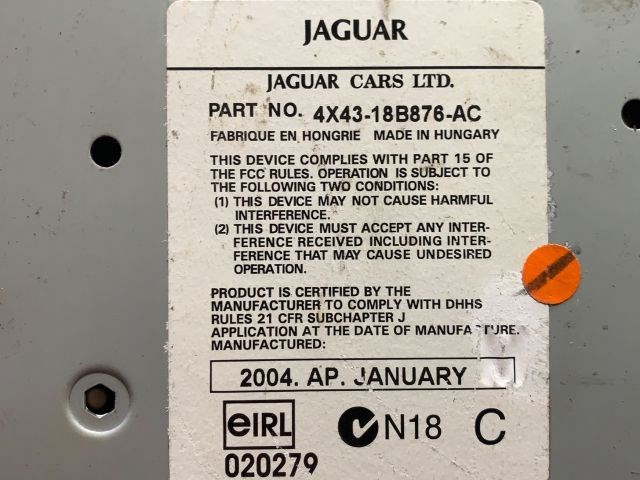 JAGUAR
JAGUAR CARS LTD.
PART NO. 4X43-18B876-AC
FABRIQUE EN HONGRIE MADE IN HUNGARY
THIS DEVICE COMPLIES WITH PART 15 OF
THE FCC RULES. OPERATION IS SUBJECT TO
THE FOLLOWING TWO CONDITIONS:
(1) THIS DEVICE MAY NOT CAUSE HARMFUL
INTERFERENCE.
(2) THIS DEVICE MUST ACCEPT ANY INTER-
FERENCE RECEIVED INCLUDING INTER-
FERENCE THAT MAY CAUSE UNDESIRED
OPERATION.
PRODUCT IS CERTIFIED BY THE
MANUFACTURER TO COMPLY WITH DHHS
RULES 21 CFR SUBCHAPTER J
APPLICATION AT THE DATE OF MANUFACTURE.
MANUFACTURED:
2004. AP. JANUARY
eIRL N18 C
020279